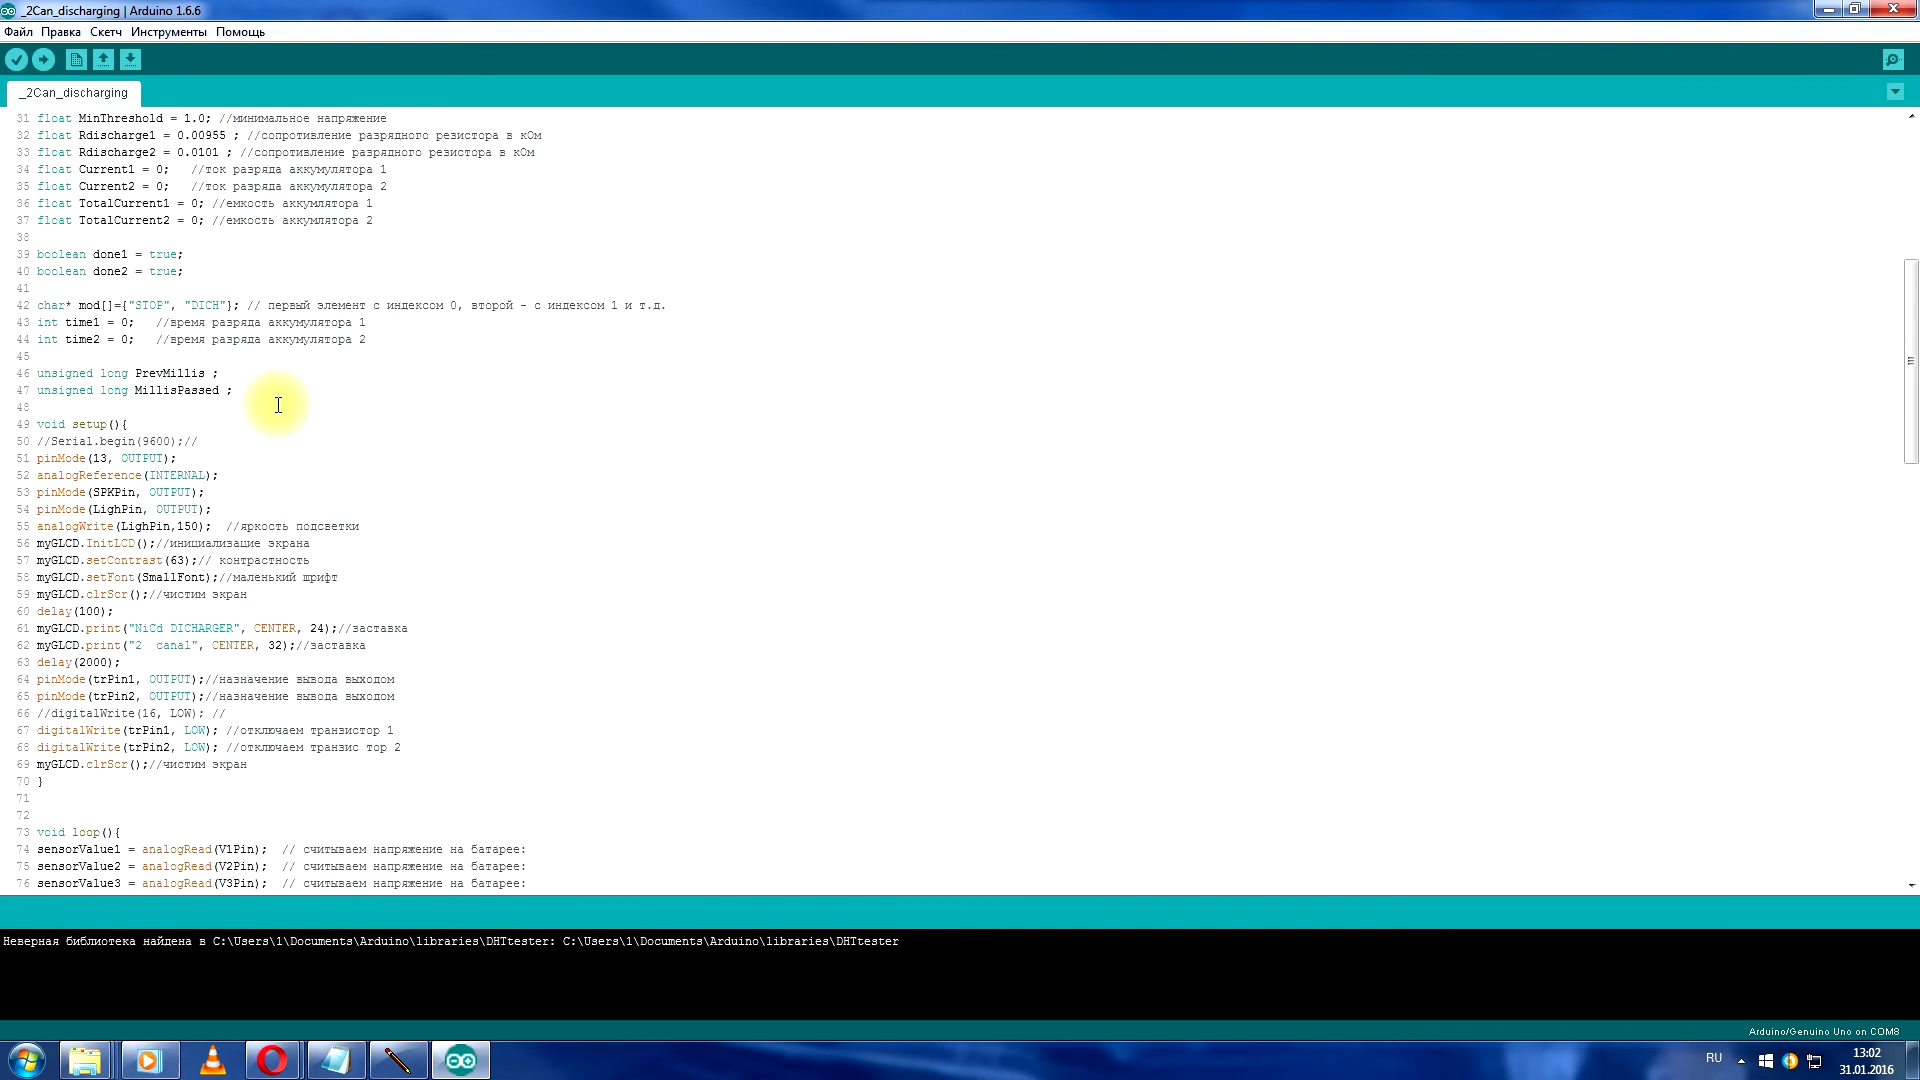 _2Can_discharging | Arduino 1.6.6
Файл Правка Скетч Инструменты Помощь
_2Can_discharging
31 float MinThreshold = 1.0; //минимальное напряжение
32 float Rdischarge1 = 0.00955 ; //сопротивление разрядного резистора в кОм
33 float Rdischarge2 = 0.0101 ; //сопротивление разрядного резистора в кОм
34 float Current1 = 0;   //ток разряда аккумулятора 1
35 float Current2 = 0;   //ток разряда аккумулятора 2
36 float TotalCurrent1 = 0; //емкость аккумлятора 1
37 float TotalCurrent2 = 0; //емкость аккумлятора 2
38
39 boolean done1 = true;
40 boolean done2 = true;
41
42 char* mod[]={"STOP", "DICH"}; // первый элемент с индексом 0, второй - с индексом 1 и т.д.
43 int time1 = 0;   //время разряда аккумулятора 1
44 int time2 = 0;   //время разряда аккумулятора 2
45
46 unsigned long PrevMillis ;
47 unsigned long MillisPassed ;
48
49 void setup(){
50 //Serial.begin(9600);//
51 pinMode(13, OUTPUT);
52 analogReference(INTERNAL);
53 pinMode(SPKPin, OUTPUT);
54 pinMode(LighPin, OUTPUT);
55 analogWrite(LighPin,150);  //яркость подсветки
56 myGLCD.InitLCD();//инициализацие экрана
57 myGLCD.setContrast(63);// контрастность
58 myGLCD.setFont(SmallFont);//маленький шрифт
59 myGLCD.clrScr();//чистим экран
60 delay(100);
61 myGLCD.print("NiCd DICHARGER", CENTER, 24);//заставка
62 myGLCD.print("2  canal", CENTER, 32);//заставка
63 delay(2000);
64 pinMode(trPin1, OUTPUT);//назначение вывода выходом
65 pinMode(trPin2, OUTPUT);//назначение вывода выходом
66 //digitalWrite(16, LOW); //
67 digitalWrite(trPin1, LOW); //отключаем транзистор 1
68 digitalWrite(trPin2, LOW); //отключаем транзис тор 2
69 myGLCD.clrScr();//чистим экран
70 }
71
72
73 void loop(){
74 sensorValue1 = analogRead(V1Pin);  // считываем напряжение на батарее:
75 sensorValue2 = analogRead(V2Pin);  // считываем напряжение на батарее:
76 sensorValue3 = analogRead(V3Pin);  // считываем напряжение на батарее:
Неверная библиотека найдена в C:\Users\1\Documents\Arduino\libraries\DHTtester: C:\Users\1\Documents\Arduino\libraries\DHTtester
Arduino/Genuino Uno on COM8
RU
13:02
31.01.2016